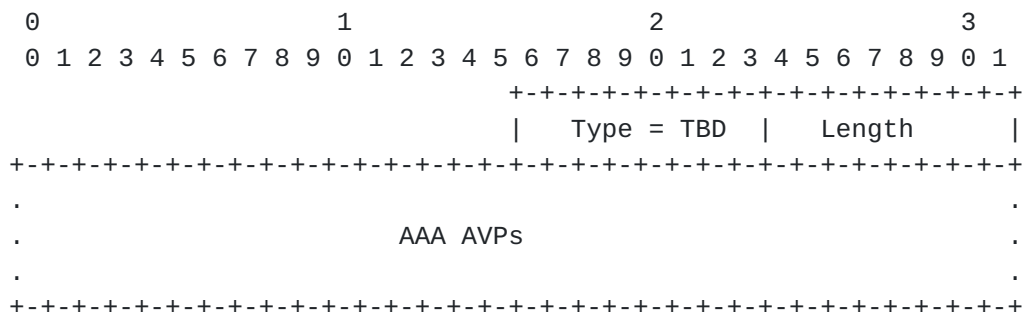 0                   1                   2                   3
 0 1 2 3 4 5 6 7 8 9 0 1 2 3 4 5 6 7 8 9 0 1 2 3 4 5 6 7 8 9 0 1
                                +-+-+-+-+-+-+-+-+-+-+-+-+-+-+-+-+
                                |   Type = TBD  |   Length      |
+-+-+-+-+-+-+-+-+-+-+-+-+-+-+-+-+-+-+-+-+-+-+-+-+-+-+-+-+-+-+-+-+
.                                                               .
.                        AAA AVPs                               .
.                                                               .
+-+-+-+-+-+-+-+-+-+-+-+-+-+-+-+-+-+-+-+-+-+-+-+-+-+-+-+-+-+-+-+-+